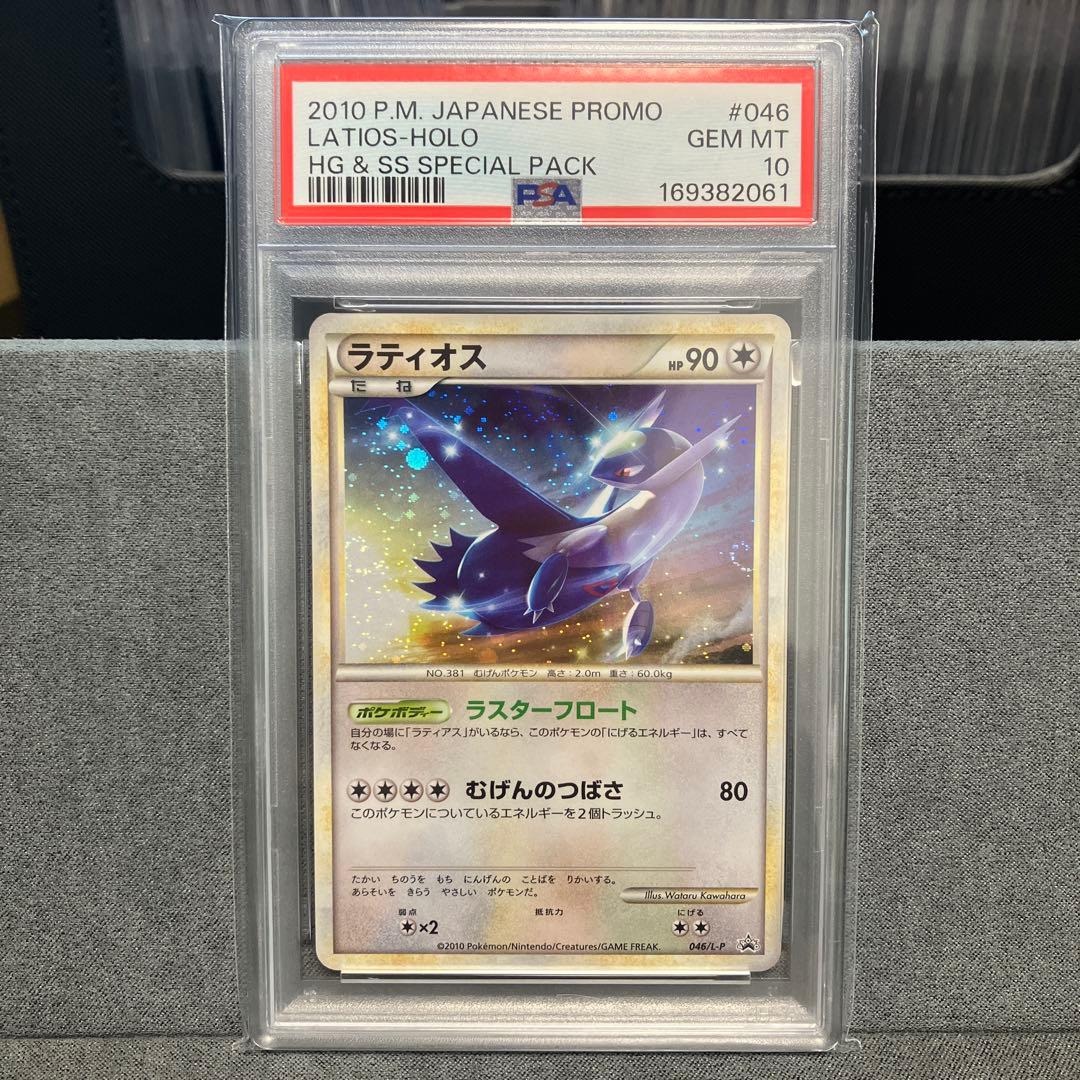 2010 P.M. JAPANESE PROMO #046
LATIOS-HOLO GEM MT
HG & SS SPECIAL PACK 10
PSA 169382061
ラティオス HP90
たね
NO.381 むげんポケモン 高さ:2.0m 重さ:60.0kg
ポケボディー ラスターフロート
自分の場に「ラティアス」がいるなら、このポケモンの「にげるエネルギー」は、すべて
なくなる。
むげんのつばさ 80
このポケモンについているエネルギーを2個トラッシュ。
たかい ちのうを もち にんげんの ことばを りかいする。
あらそいを きらう やさしい ポケモンだ。
Illus. Wataru Kawahara
弱点 抵抗力 にげる
×2
©2010 Pokémon/Nintendo/Creatures/GAME FREAK. 046/L-P